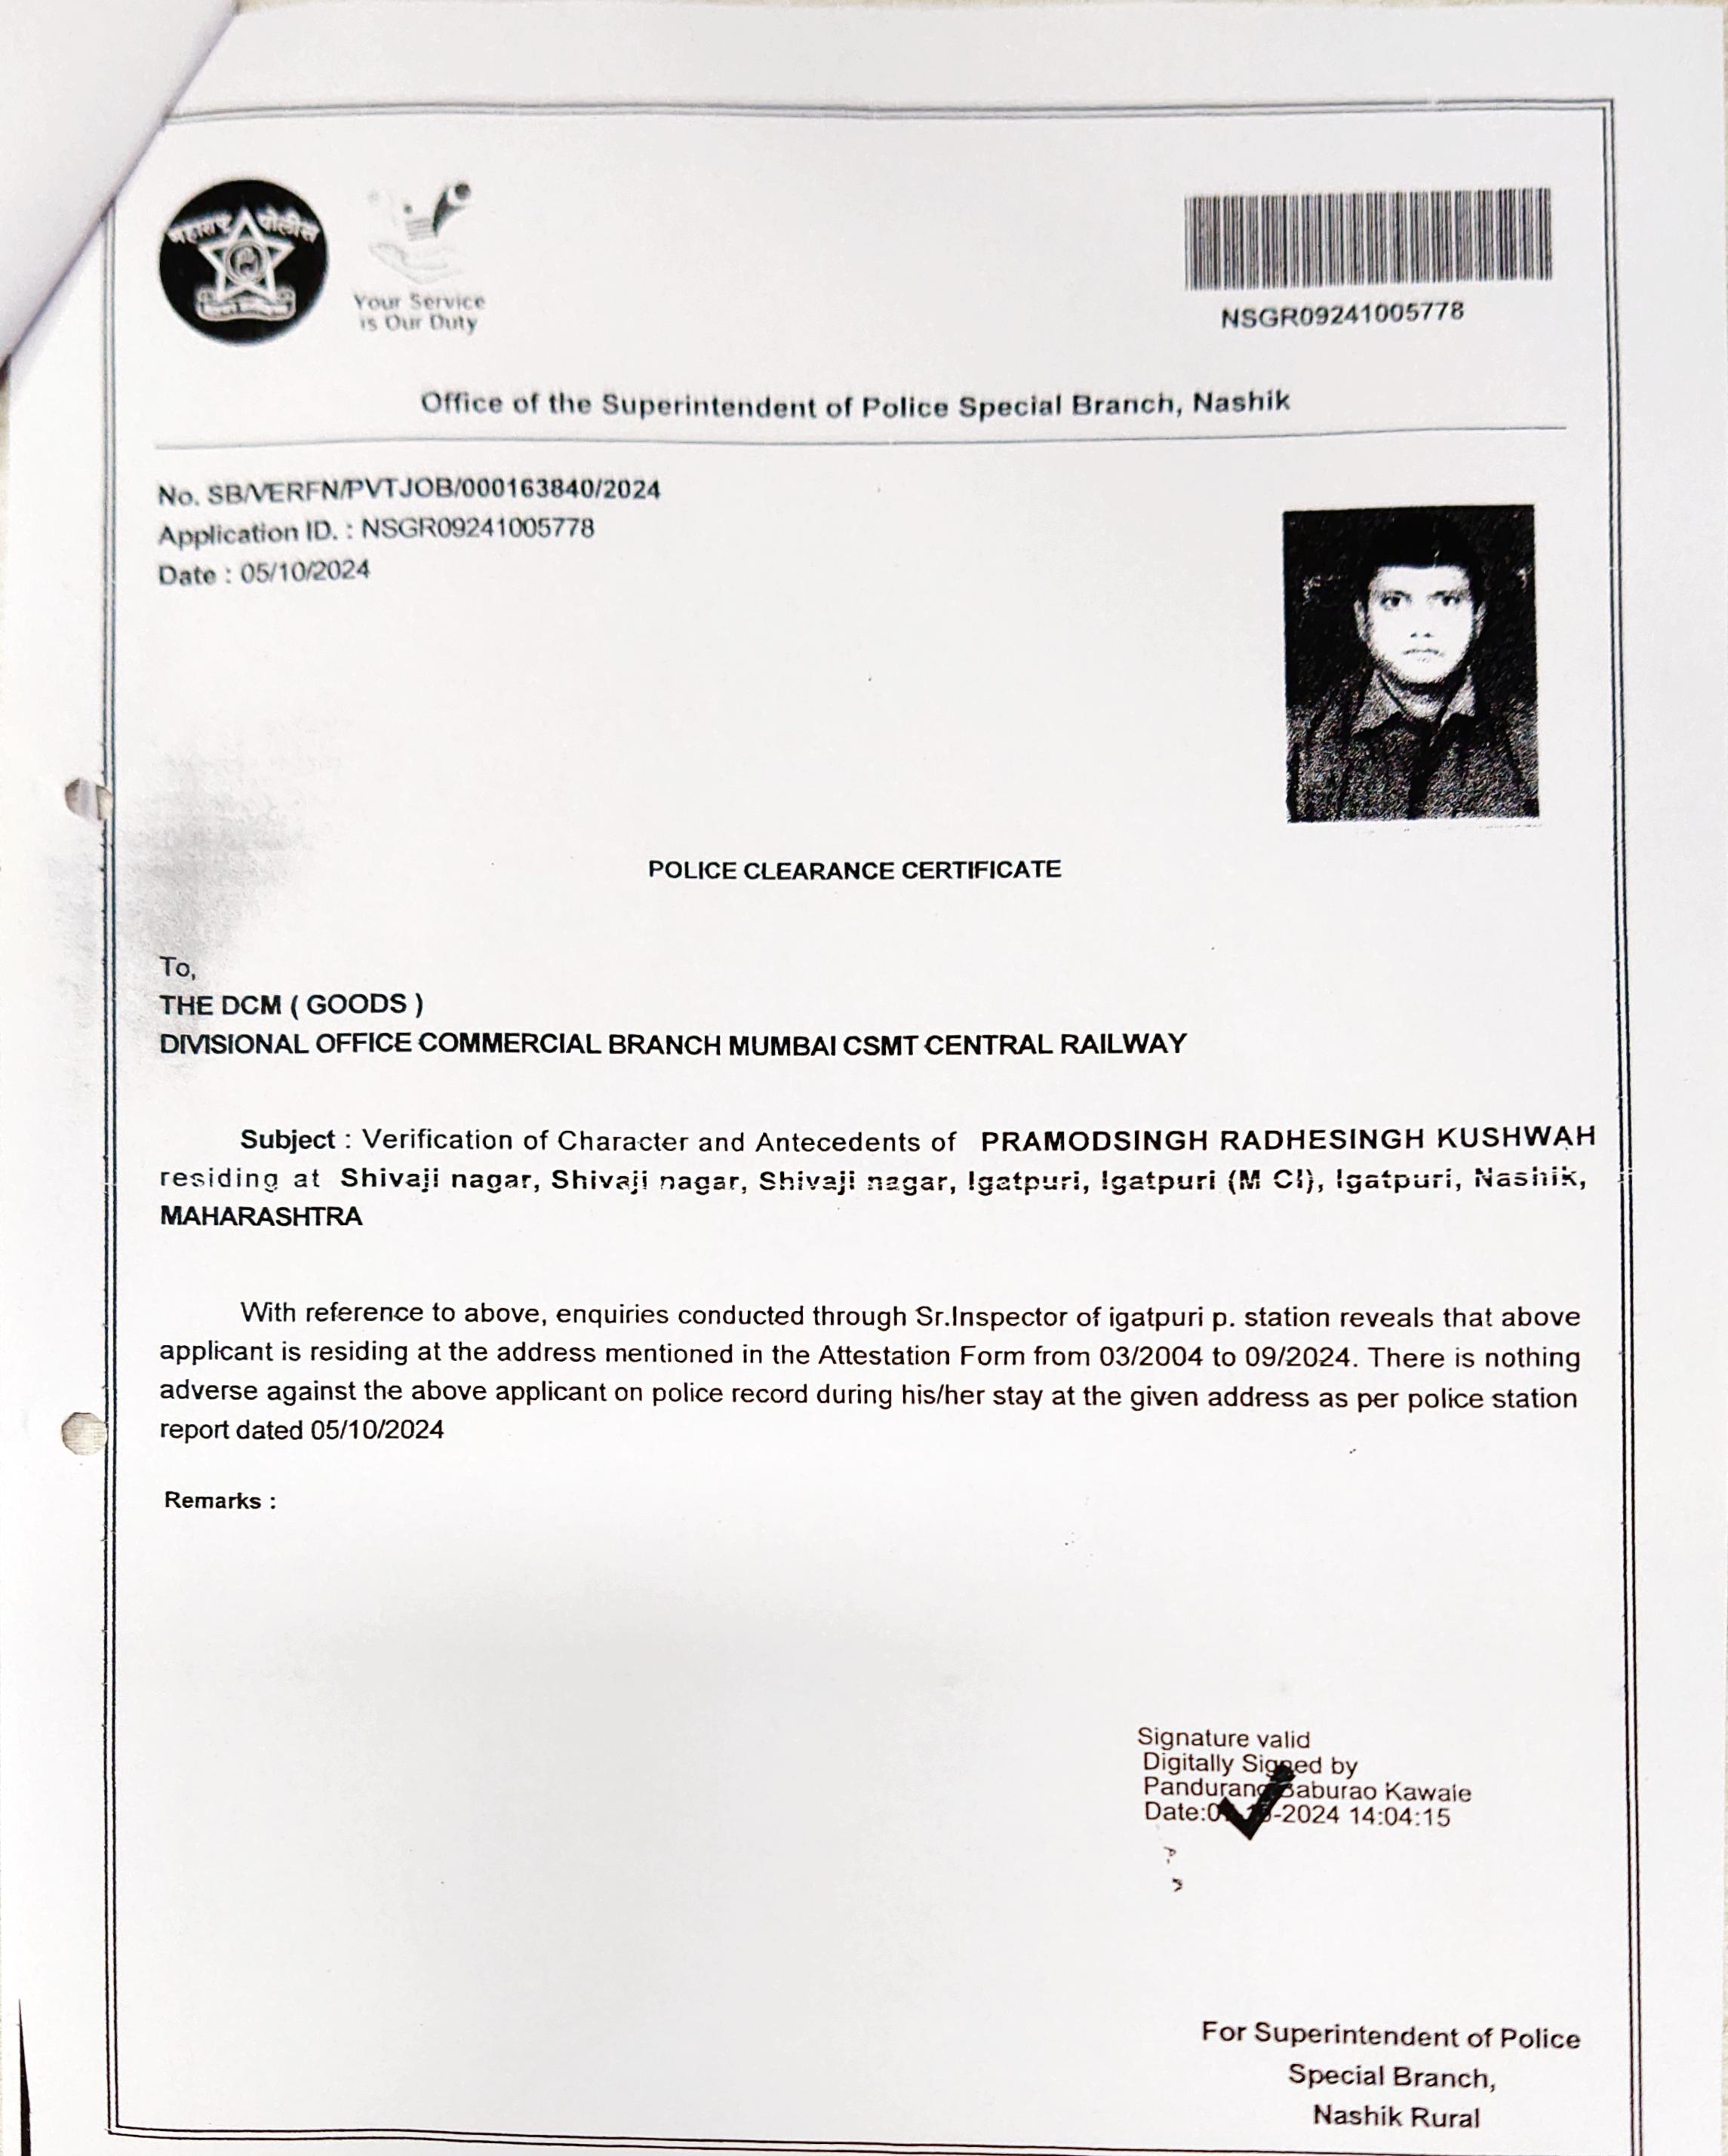 महाराष्ट्र पोलीस
Your Service
is Our Duty
NSGR09241005778
Office of the Superintendent of Police Special Branch, Nashik
No. SB/VERFN/PVTJOB/000163840/2024
Application ID. : NSGR09241005778
Date : 05/10/2024
POLICE CLEARANCE CERTIFICATE
To,
THE DCM ( GOODS )
DIVISIONAL OFFICE COMMERCIAL BRANCH MUMBAI CSMT CENTRAL RAILWAY
Subject : Verification of Character and Antecedents of PRAMODSINGH RADHESINGH KUSHWAH
residing at Shivaji nagar, Shivaji nagar, Shivaji nagar, Igatpuri, Igatpuri (M Cl), Igatpuri, Nashik,
MAHARASHTRA
With reference to above, enquiries conducted through Sr.Inspector of igatpuri p. station reveals that above
applicant is residing at the address mentioned in the Attestation Form from 03/2004 to 09/2024. There is nothing
adverse against the above applicant on police record during his/her stay at the given address as per police station
report dated 05/10/2024
Remarks :
Signature valid
Digitally Signed by
Pandurang Baburao Kawale
Date: -2024 14:04:15
For Superintendent of Police
Special Branch,
Nashik Rural